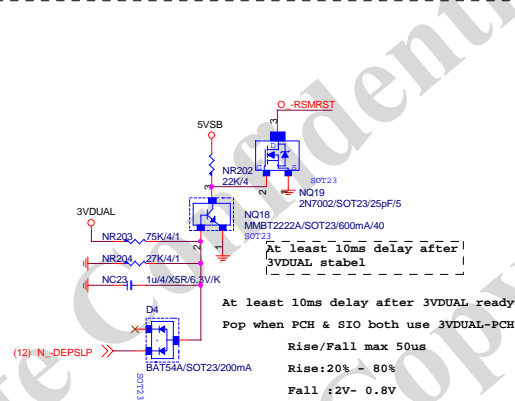 O_-RSMRST
5VSB
3
D
G
S
SOT23
NR202
22K/4
3
2
1
NQ19
2N7002/SOT23/25pF/5
3VDUAL
NQ18
MMBT2222A/SOT23/600mA/40
SOT23
NR203 75K/4/1
2
1
At least 10ms delay after
3VDUAL stabel
NR204 27K/4/1
NC23 1u/4/X5R/6.3V/K
At least 10ms delay after 3VDUAL ready
D4
Pop when PCH & SIO both use 3VDUAL-PCH
(12) N_-DEPSLP
Rise/Fall max 50us
BAT54A/SOT23/200mA
Rise:20% - 80%
SOT23
Fall :2V- 0.8V